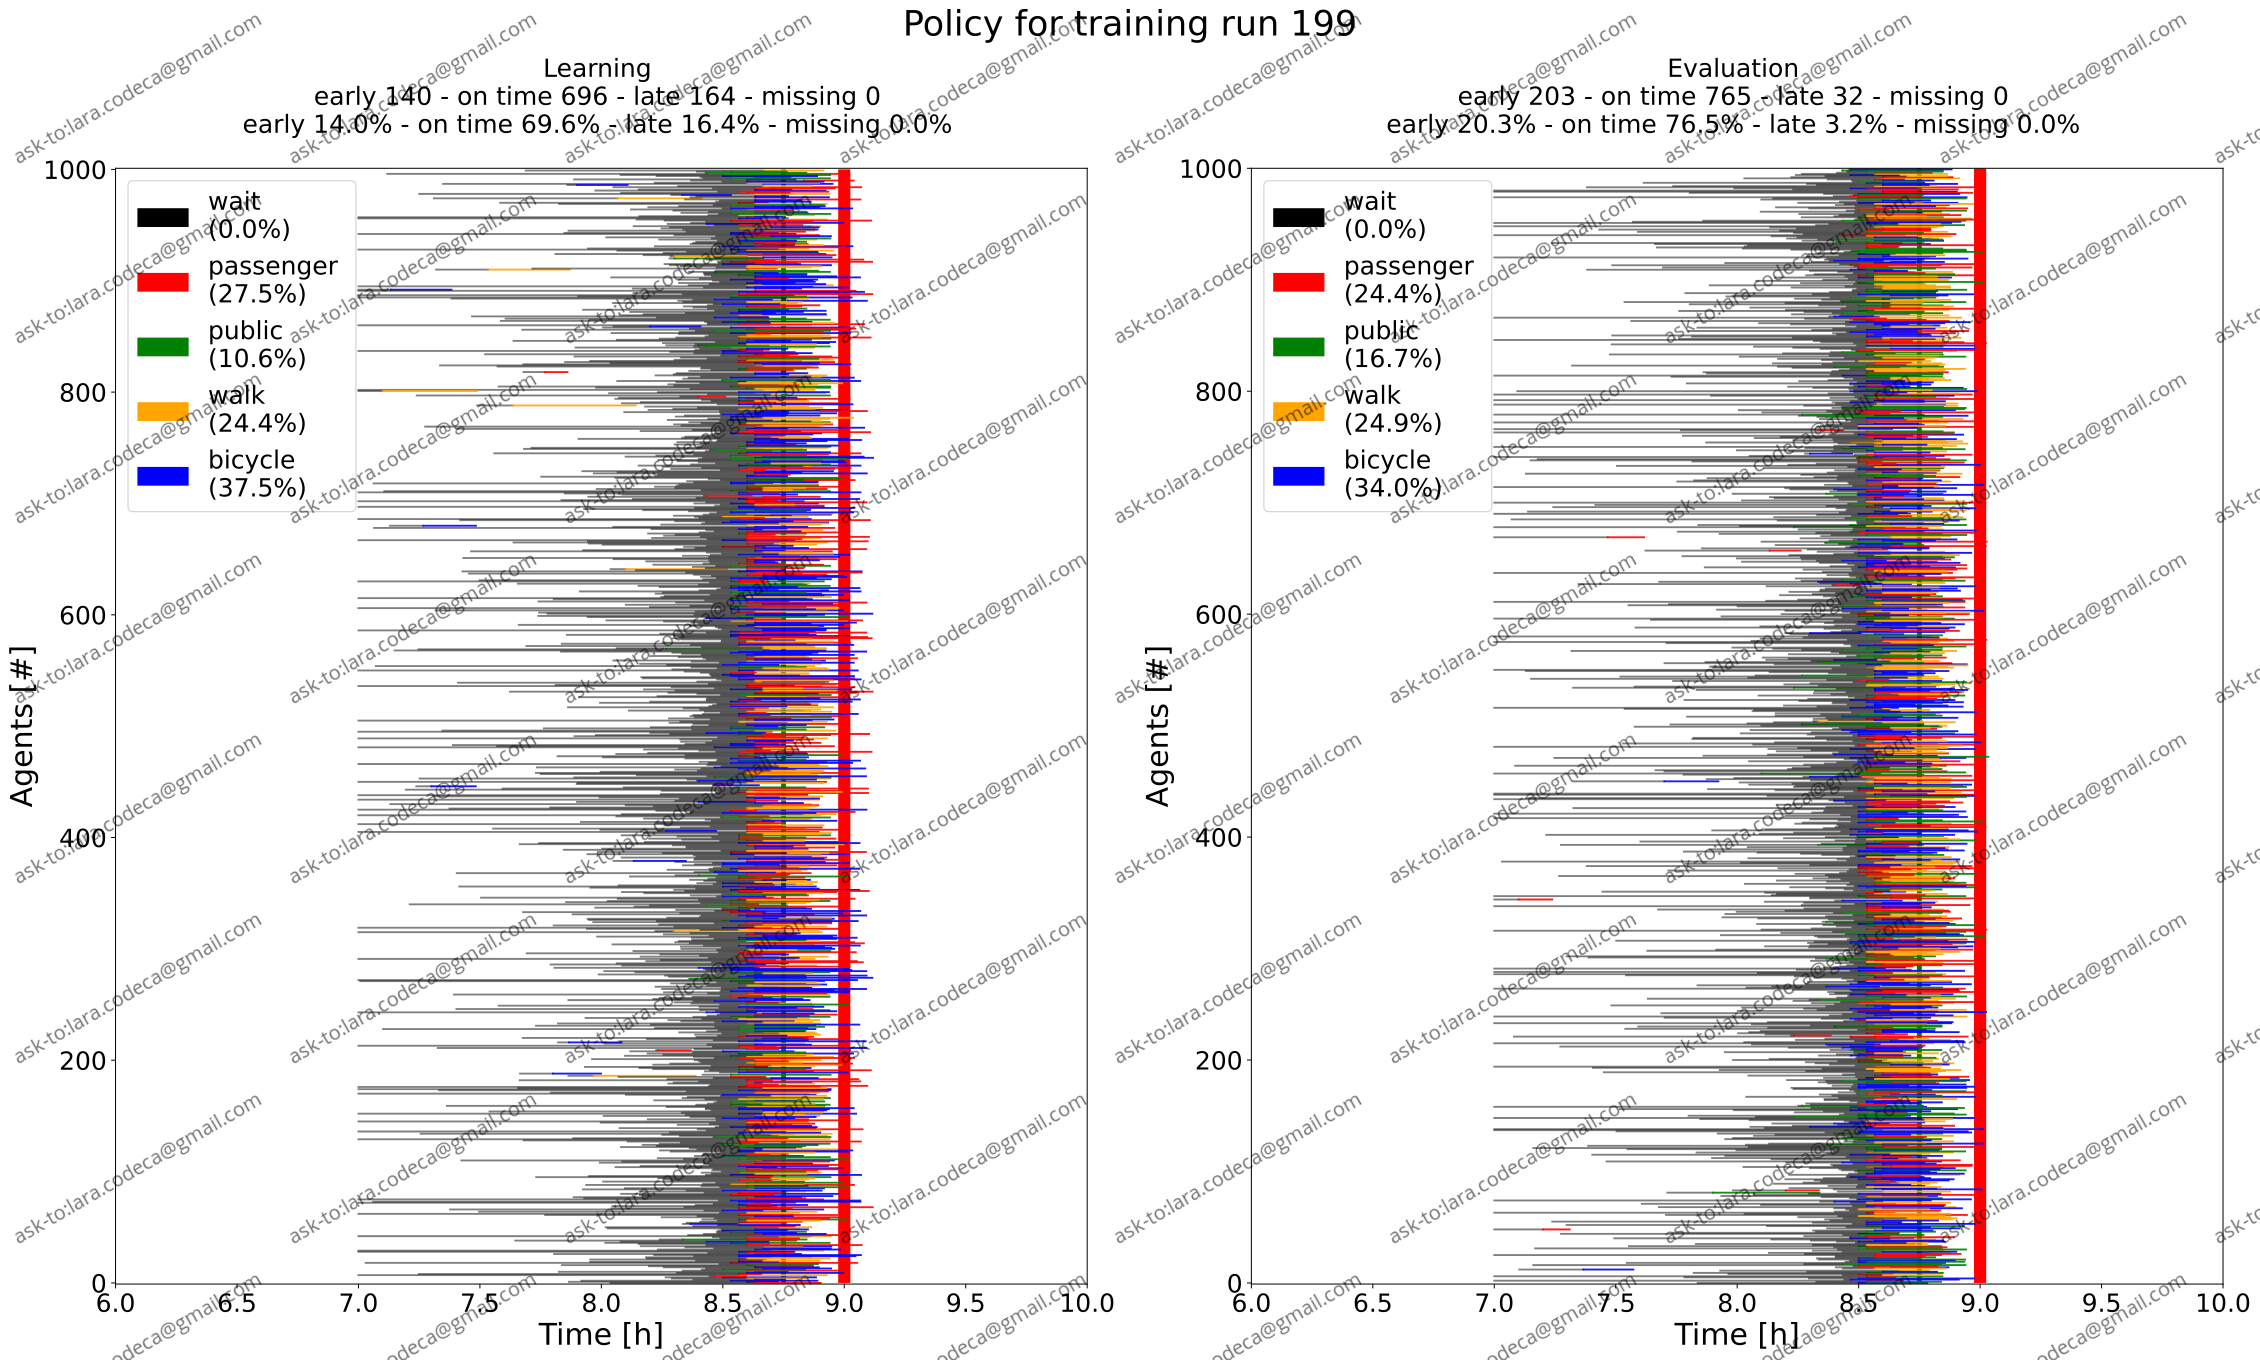 Policy for training run 199
Learning
early 140 - on time 696 - late 164 - missing 0
early 14.0% - on time 69.6% - late 16.4% - missing 0.0%
Evaluation
early 203 - on time 765 - late 32 - missing 0
early 20.3% - on time 76.5% - late 3.2% - missing 0.0%
1000
800
600
400
200
0
Agents [#]
wait
(0.0%)
passenger
(27.5%)
public
(10.6%)
walk
(24.4%)
bicycle
(37.5%)
6.0 6.5 7.0 7.5 8.0 8.5 9.0 9.5 10.0
Time [h]
1000
800
600
400
200
0
Agents [#]
wait
(0.0%)
passenger
(24.4%)
public
(16.7%)
walk
(24.9%)
bicycle
(34.0%)
6.0 6.5 7.0 7.5 8.0 8.5 9.0 9.5 10.0
Time [h]
ask-to:lara.codeca@gmail.com